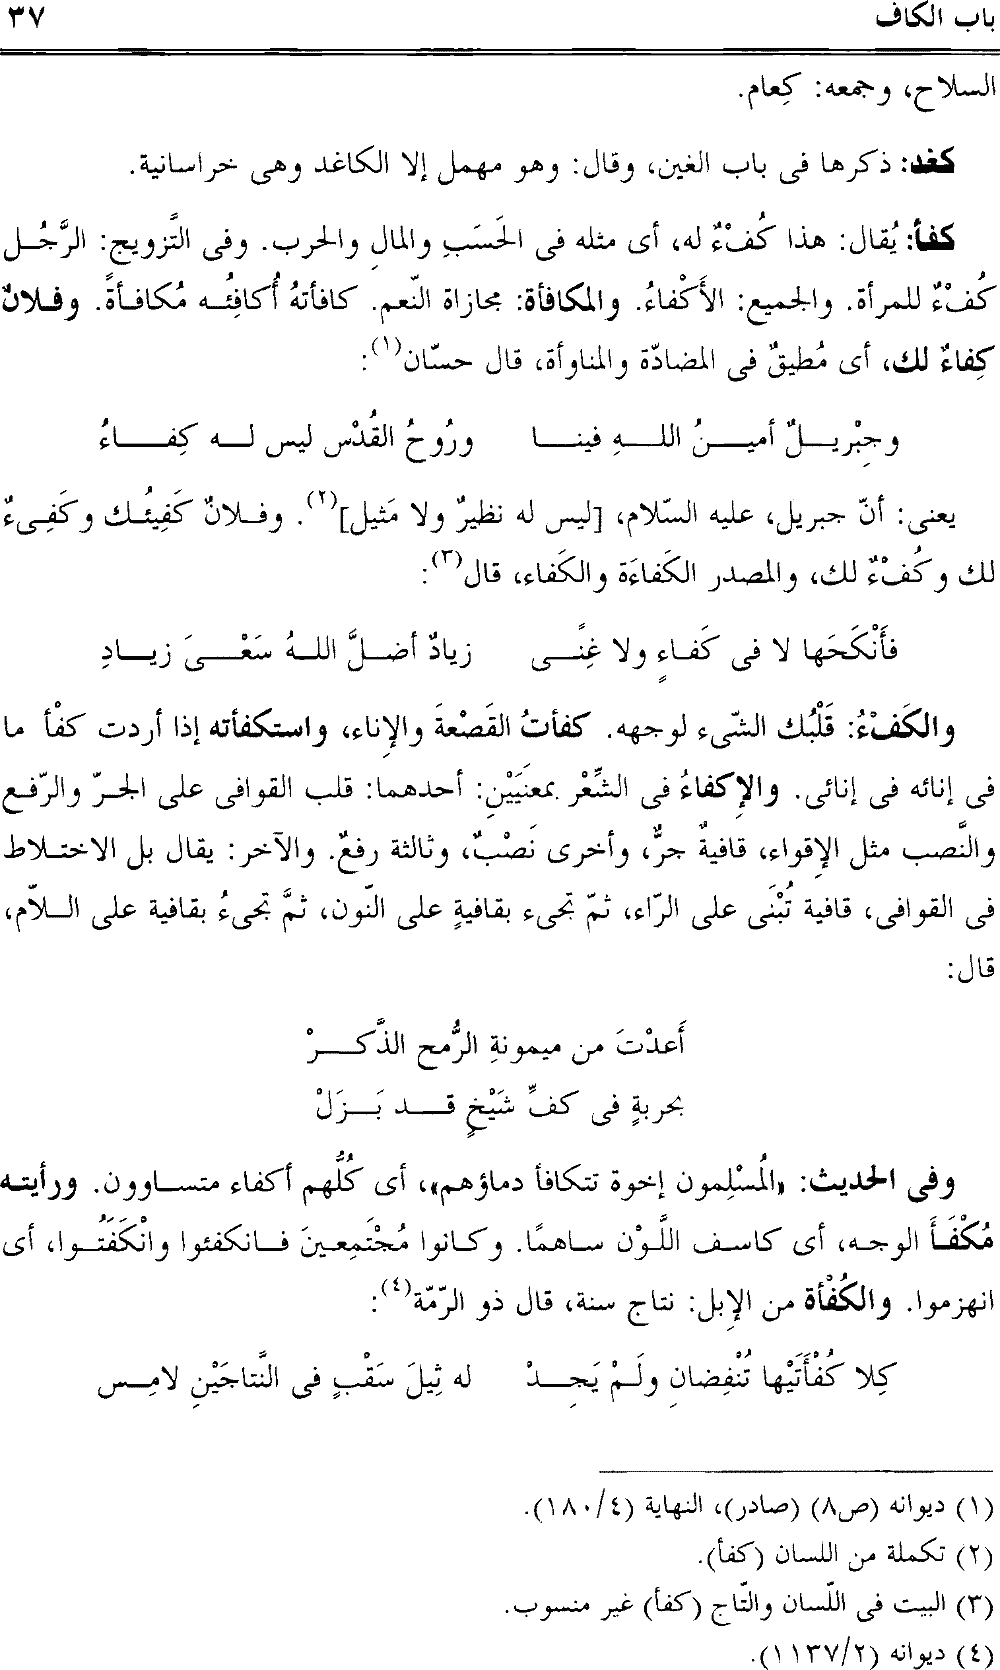 باب الكاف ٣٧
السلاح، وجمعه: كِعام.
كغد: ذكرها فى باب الغين، وقال: وهو مهمل إلا الكاغد وهى خراسانية.
كفأ: يُقال: هذا كُفْءٌ له، أى مثله فى الحَسَبِ والمالِ والحرب. وفى التَّزويج: الرَّجُل
كُفْءٌ للمرأة. والجميع: الأَكْفاءُ. والمكافأة: مجازاة النّعم. كافأتهُ أُكافِئُه مُكافأةً. وفلانٌ
كِفاءٌ لك، أى مُطيقٌ فى المضادّة والمناوأة، قال حسّان(١):
وجِبْريلٌ أمينُ اللهِ فينا ورُوحُ القُدْس ليس له كِفاءُ
يعنى: أنّ جبريل، عليه السّلام، [ليس له نظيرٌ ولا مَثيل](٢). وفلانٌ كَفِيئُك وكَفِىءٌ
لك وكُفْءٌ لك، والمصدر الكَفاءَة والكَفاء، قال(٣):
فأَنْكَحَها لا فى كَفاءٍ ولا غِنًى زيادٌ أضلَّ اللهُ سَعْىَ زيادِ
والكَفْءُ: قَلْبُك الشّىء لوجهه. كفأتُ القَصْعةَ والإناء، واستكفأته إذا أردت كفْأ ما
فى إنائه فى إنائى. والإكفاءُ فى الشِّعْر بمعنَيَيْنِ: أحدهما: قلب القوافى على الجرّ والرّفع
والنَّصب مثل الإقواء، قافيةٌ جرٌّ، وأخرى نَصْبٌ، وثالثة رفعٌ. والآخر: يقال بل الاختلاط
فى القوافى، قافية تُبْنَى على الرّاء، ثمّ تجىء بقافيةٍ على النّون، ثمَّ تجىءُ بقافية على اللاّم،
قال:
أَعدْتَ من ميمونةِ الرُّمح الذَّكرْ
بحربةٍ فى كفِّ شَيْخٍ قد بَزَلْ
وفى الحديث: «المُسْلِمون إخوة تتكافأ دماؤهم»، أى كُلُّهم أكفاء متساوون. ورأيته
مُكْفَأَ الوجه، أى كاسف اللَّوْن ساهمًا. وكانوا مُجْتَمِعينَ فانكفئوا وانْكَفَتُوا، أى
انهزموا. والكُفْأة من الإبل: نتاج سنة، قال ذو الرّمّة(٤):
كِلا كُفْأَتَيْها تُنْفِضانِ ولَمْ يَجِدْ له ثِيلَ سَقْبٍ فى النَّتاجَيْنِ لامِس
(١) ديوانه (ص٨) (صادر)، النهاية (١٨٠/٤).
(٢) تكملة من اللسان (كفأ).
(٣) البيت فى اللّسان والتّاج (كفأ) غير منسوب.
(٤) ديوانه (١١٣٧/٢).